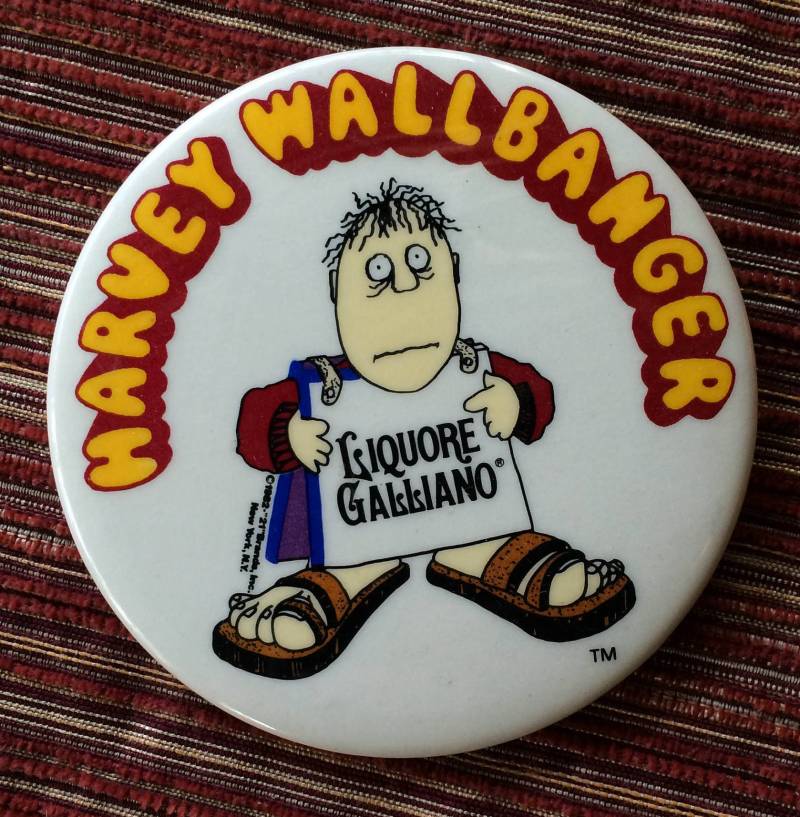 HARVEY WALLBANGER
LIQUORE
GALLIANO®
©1982-"21" Brands, Inc.
New York, N.Y.
TM